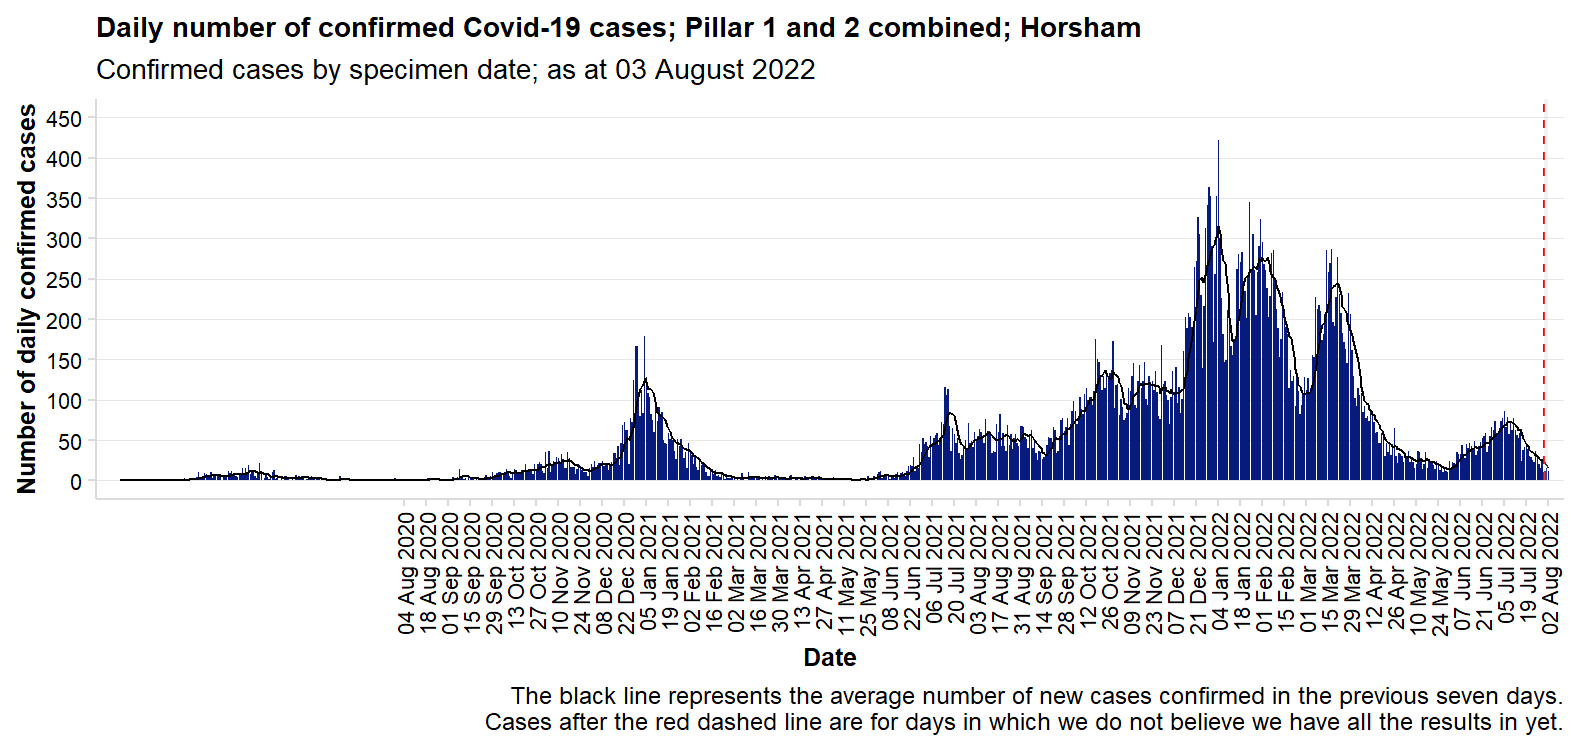 Daily number of confirmed Covid-19 cases; Pillar 1 and 2 combined; Horsham
Confirmed cases by specimen date; as at 03 August 2022
Number of daily confirmed cases
450
400
350
300
250
200
150
100
50
0
04 Aug 2020
18 Aug 2020
01 Sep 2020
15 Sep 2020
29 Sep 2020
13 Oct 2020
27 Oct 2020
10 Nov 2020
24 Nov 2020
08 Dec 2020
22 Dec 2020
05 Jan 2021
19 Jan 2021
02 Feb 2021
16 Feb 2021
02 Mar 2021
16 Mar 2021
30 Mar 2021
13 Apr 2021
27 Apr 2021
11 May 2021
25 May 2021
08 Jun 2021
22 Jun 2021
06 Jul 2021
20 Jul 2021
03 Aug 2021
17 Aug 2021
31 Aug 2021
14 Sep 2021
28 Sep 2021
12 Oct 2021
26 Oct 2021
09 Nov 2021
23 Nov 2021
07 Dec 2021
21 Dec 2021
04 Jan 2022
18 Jan 2022
01 Feb 2022
15 Feb 2022
01 Mar 2022
15 Mar 2022
29 Mar 2022
12 Apr 2022
26 Apr 2022
10 May 2022
24 May 2022
07 Jun 2022
21 Jun 2022
05 Jul 2022
19 Jul 2022
02 Aug 2022
Date
The black line represents the average number of new cases confirmed in the previous seven days.
Cases after the red dashed line are for days in which we do not believe we have all the results in yet.